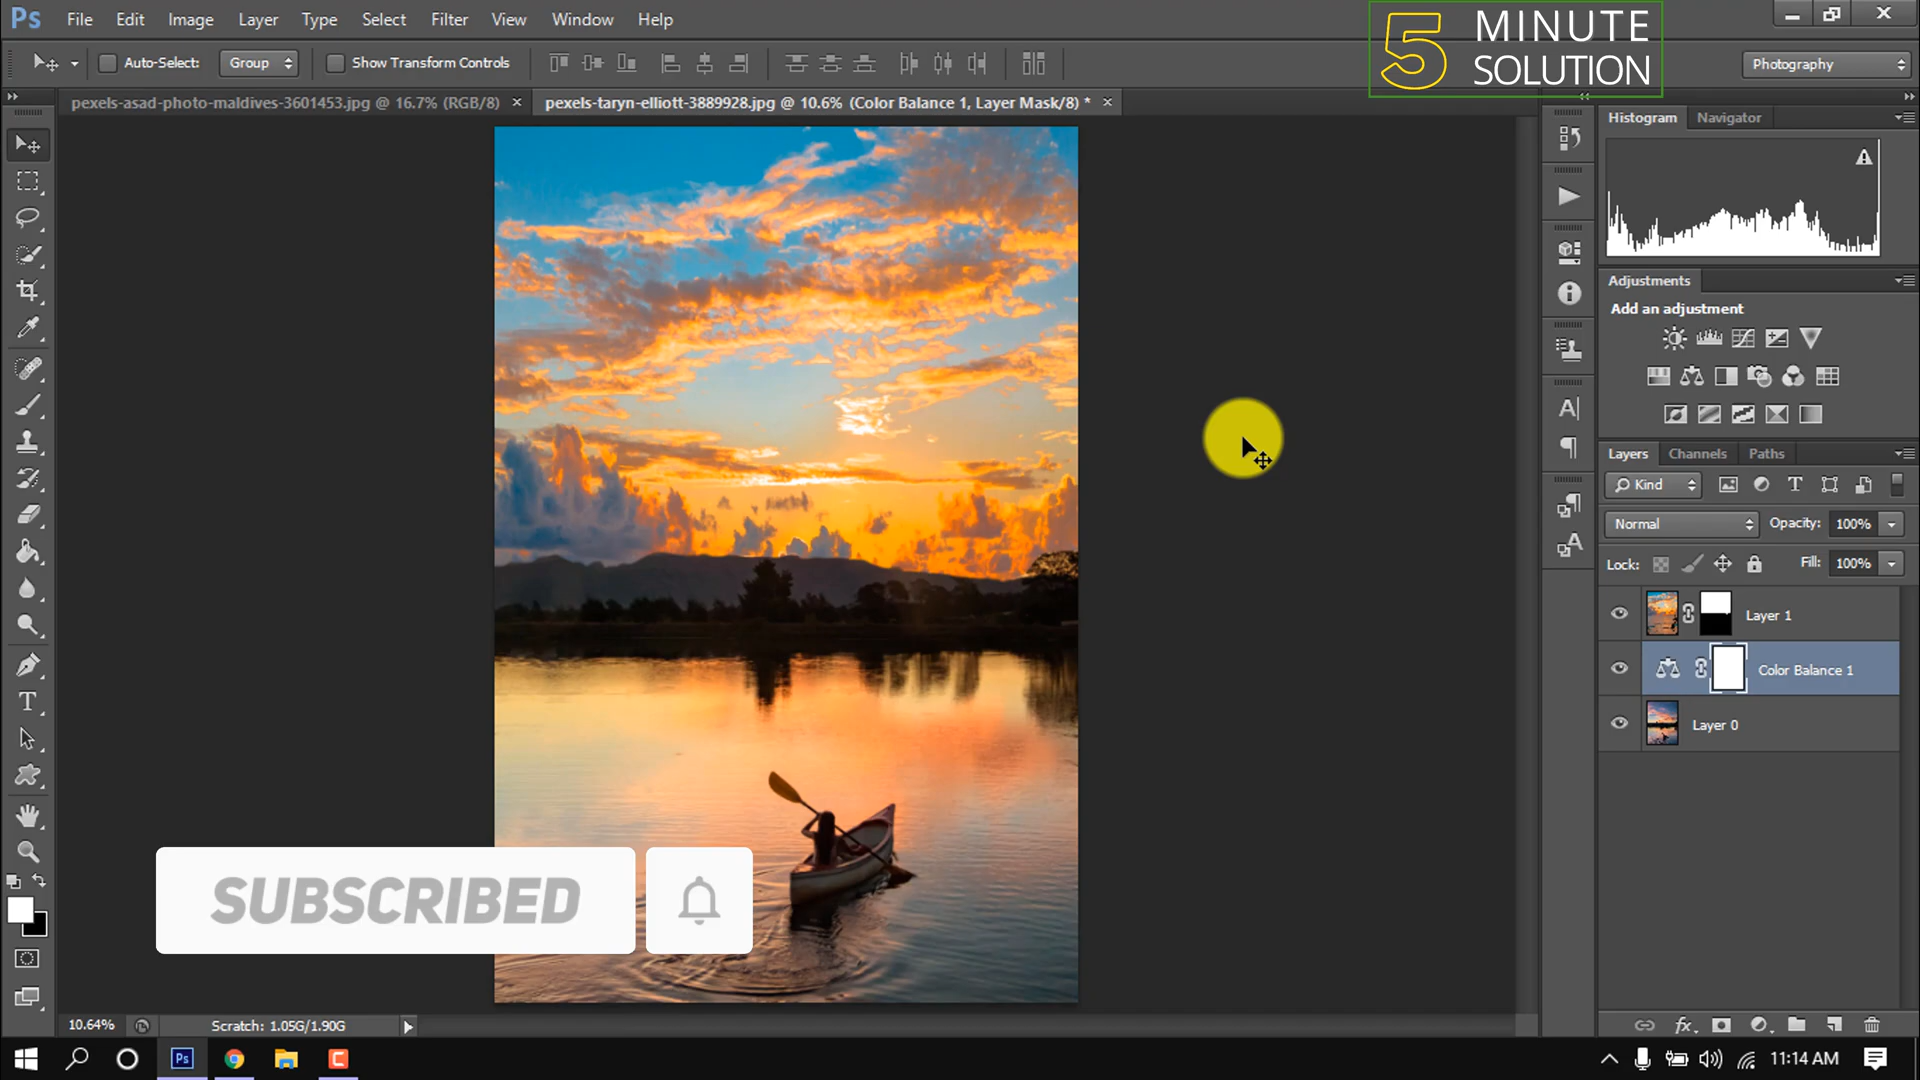 Ps File Edit Image Layer Type Select Filter View Window Help
5 MINUTE
SOLUTION
Auto-Select: Group Show Transform Controls
Photography
pexels-asad-photo-maldives-3601453.jpg @ 16.7% (RGB/8) ×
pexels-taryn-elliott-3889928.jpg @ 10.6% (Color Balance 1, Layer Mask/8) * ×
Histogram Navigator
Adjustments
Add an adjustment
Layers Channels Paths
Kind
Normal Opacity: 100%
Lock: Fill: 100%
Layer 1
Color Balance 1
Layer 0
SUBSCRIBED
10.64% Scratch: 1.05G/1.90G
Ps
11:14 AM